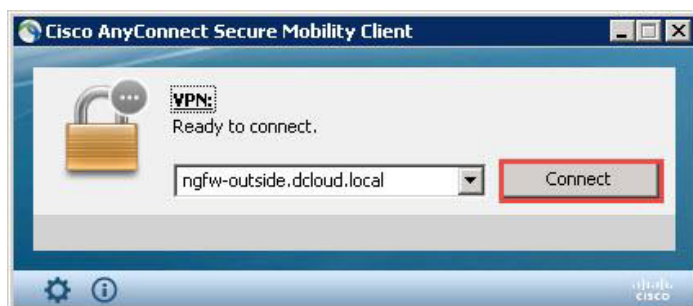 Cisco AnyConnect Secure Mobility Client
VPN:
Ready to connect.
ngfw-outside.dcloud.local
Connect
cisco